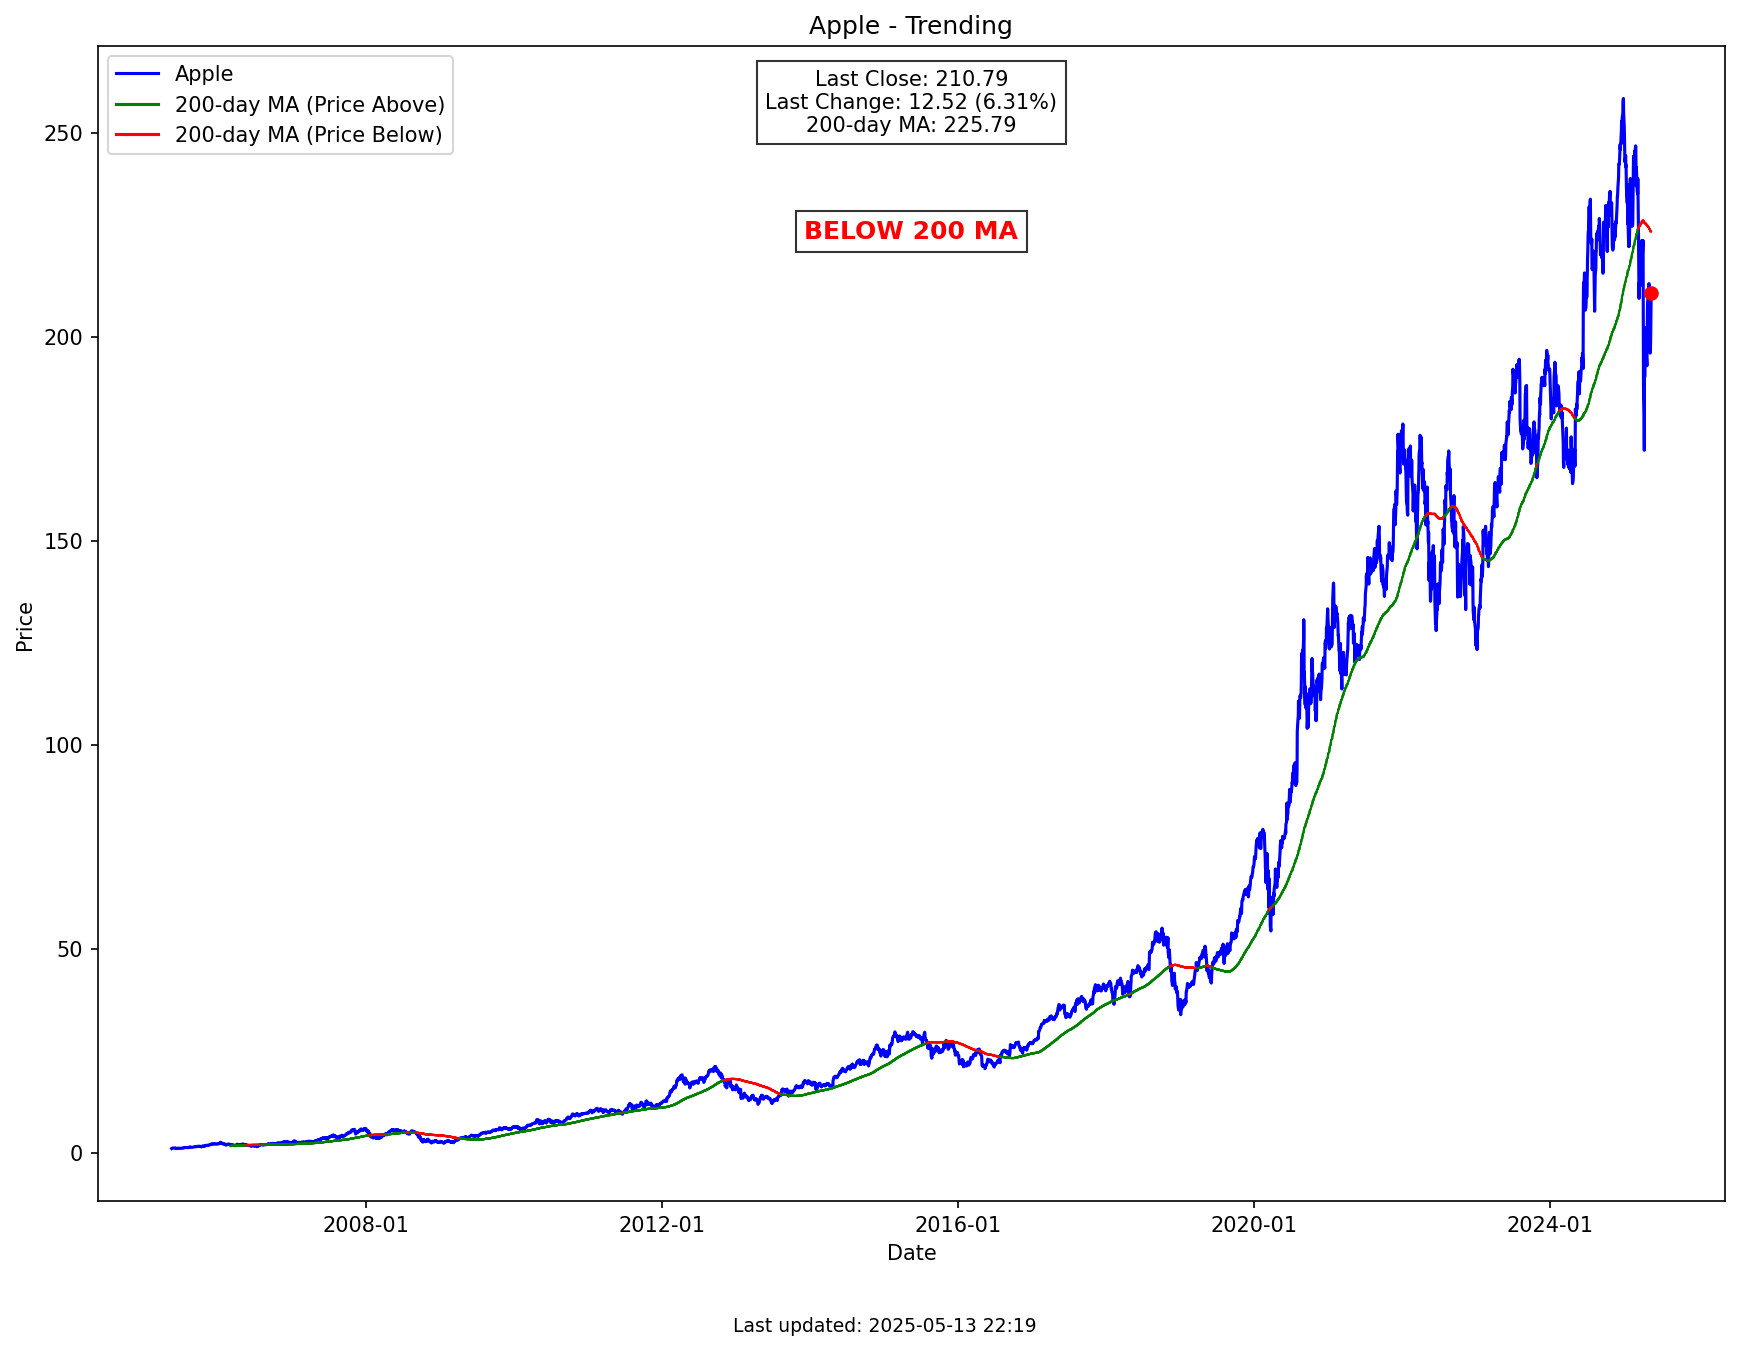 Apple - Trending
Apple
200-day MA (Price Above)
200-day MA (Price Below)
Last Close: 210.79
Last Change: 12.52 (6.31%)
200-day MA: 225.79
BELOW 200 MA
Price
250
200
150
100
50
0
2008-01
2012-01
2016-01
2020-01
2024-01
Date
Last updated: 2025-05-13 22:19